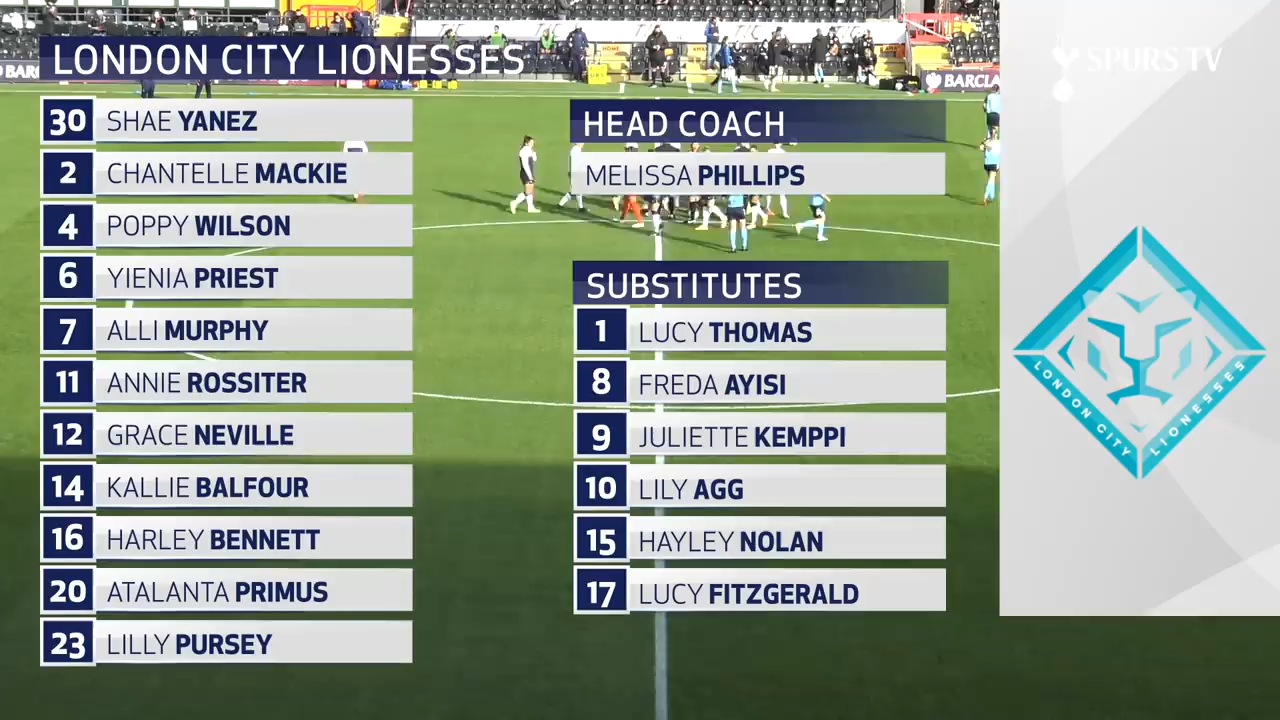 LONDON CITY LIONESSES
30 SHAE YANEZ
2 CHANTELLE MACKIE
4 POPPY WILSON
6 YIENIA PRIEST
7 ALLI MURPHY
11 ANNIE ROSSITER
12 GRACE NEVILLE
14 KALLIE BALFOUR
16 HARLEY BENNETT
20 ATALANTA PRIMUS
23 LILLY PURSEY
HEAD COACH
MELISSA PHILLIPS
SUBSTITUTES
1 LUCY THOMAS
8 FREDA AYISI
9 JULIETTE KEMPPI
10 LILY AGG
15 HAYLEY NOLAN
17 LUCY FITZGERALD
SPURS TV
LONDON CITY LIONESSES
HOME
BARCLA